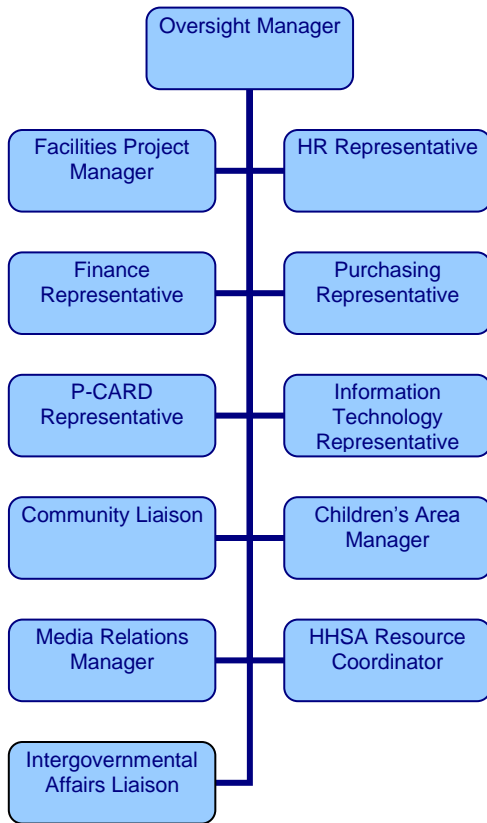 Oversight Manager
Facilities Project
Manager
HR Representative
Finance
Representative
Purchasing
Representative
P-CARD
Representative
Information
Technology
Representative
Community Liaison
Children’s Area
Manager
Media Relations
Manager
HHSA Resource
Coordinator
Intergovernmental
Affairs Liaison